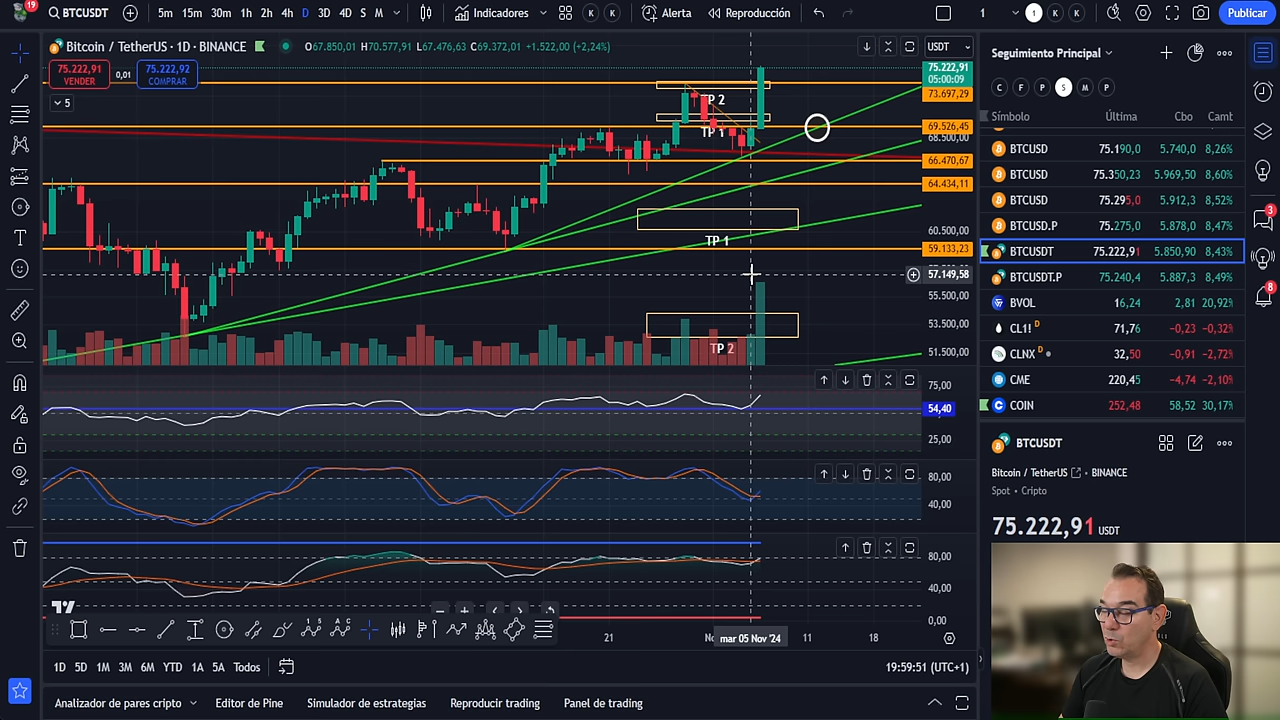 19
BTCUSDT
5m 15m 30m 1h 2h 4h D 3D 4D S M
Indicadores
K K
Alerta
Reproducción
1
1 K K
Publicar
Bitcoin / TetherUS · 1D · BINANCE
O67.850,01 H70.577,91 L67.476,63 C69.372,01 +1.522,00 (+2,24%)
USDT
75.222,91
VENDER
0,01
75.222,92
COMPRAR
5
75.222,91
05:00:09
73.697,29
69.526,45
68.500,00
66.470,67
64.434,11
60.500,00
59.133,23
57.149,58
55.500,00
53.500,00
51.500,00
TP 2
TP 1
TP 1
TP 2
75,00
54,40
25,00
80,00
40,00
80,00
40,00
0,00
21
mar 05 Nov '24
11
18
1D 5D 1M 3M 6M YTD 1A 5A Todos
19:59:51 (UTC+1)
Analizador de pares cripto
Editor de Pine
Simulador de estrategias
Reproducir trading
Panel de trading
Seguimiento Principal
C F P S M P
Símbolo Última Cbo Camt
BTCUSD 75.190,0 5.740,0 8,26%
BTCUSD 75.350,23 5.969,50 8,60%
BTCUSD 75.295,0 5.912,3 8,52%
BTCUSD.P 75.275,0 5.878,0 8,47%
BTCUSDT 75.222,91 5.850,90 8,43%
BTCUSDT.P 75.240,4 5.887,3 8,49%
BVOL 16,24 2,81 20,92%
CL1! D 71,76 −0,23 −0,32%
CLNX D 32,50 −0,91 −2,72%
CME 220,45 −4,74 −2,10%
COIN 252,48 58,52 30,17%
BTCUSDT
Bitcoin / TetherUS • BINANCE
Spot • Cripto
75.222,91 USDT
3
8